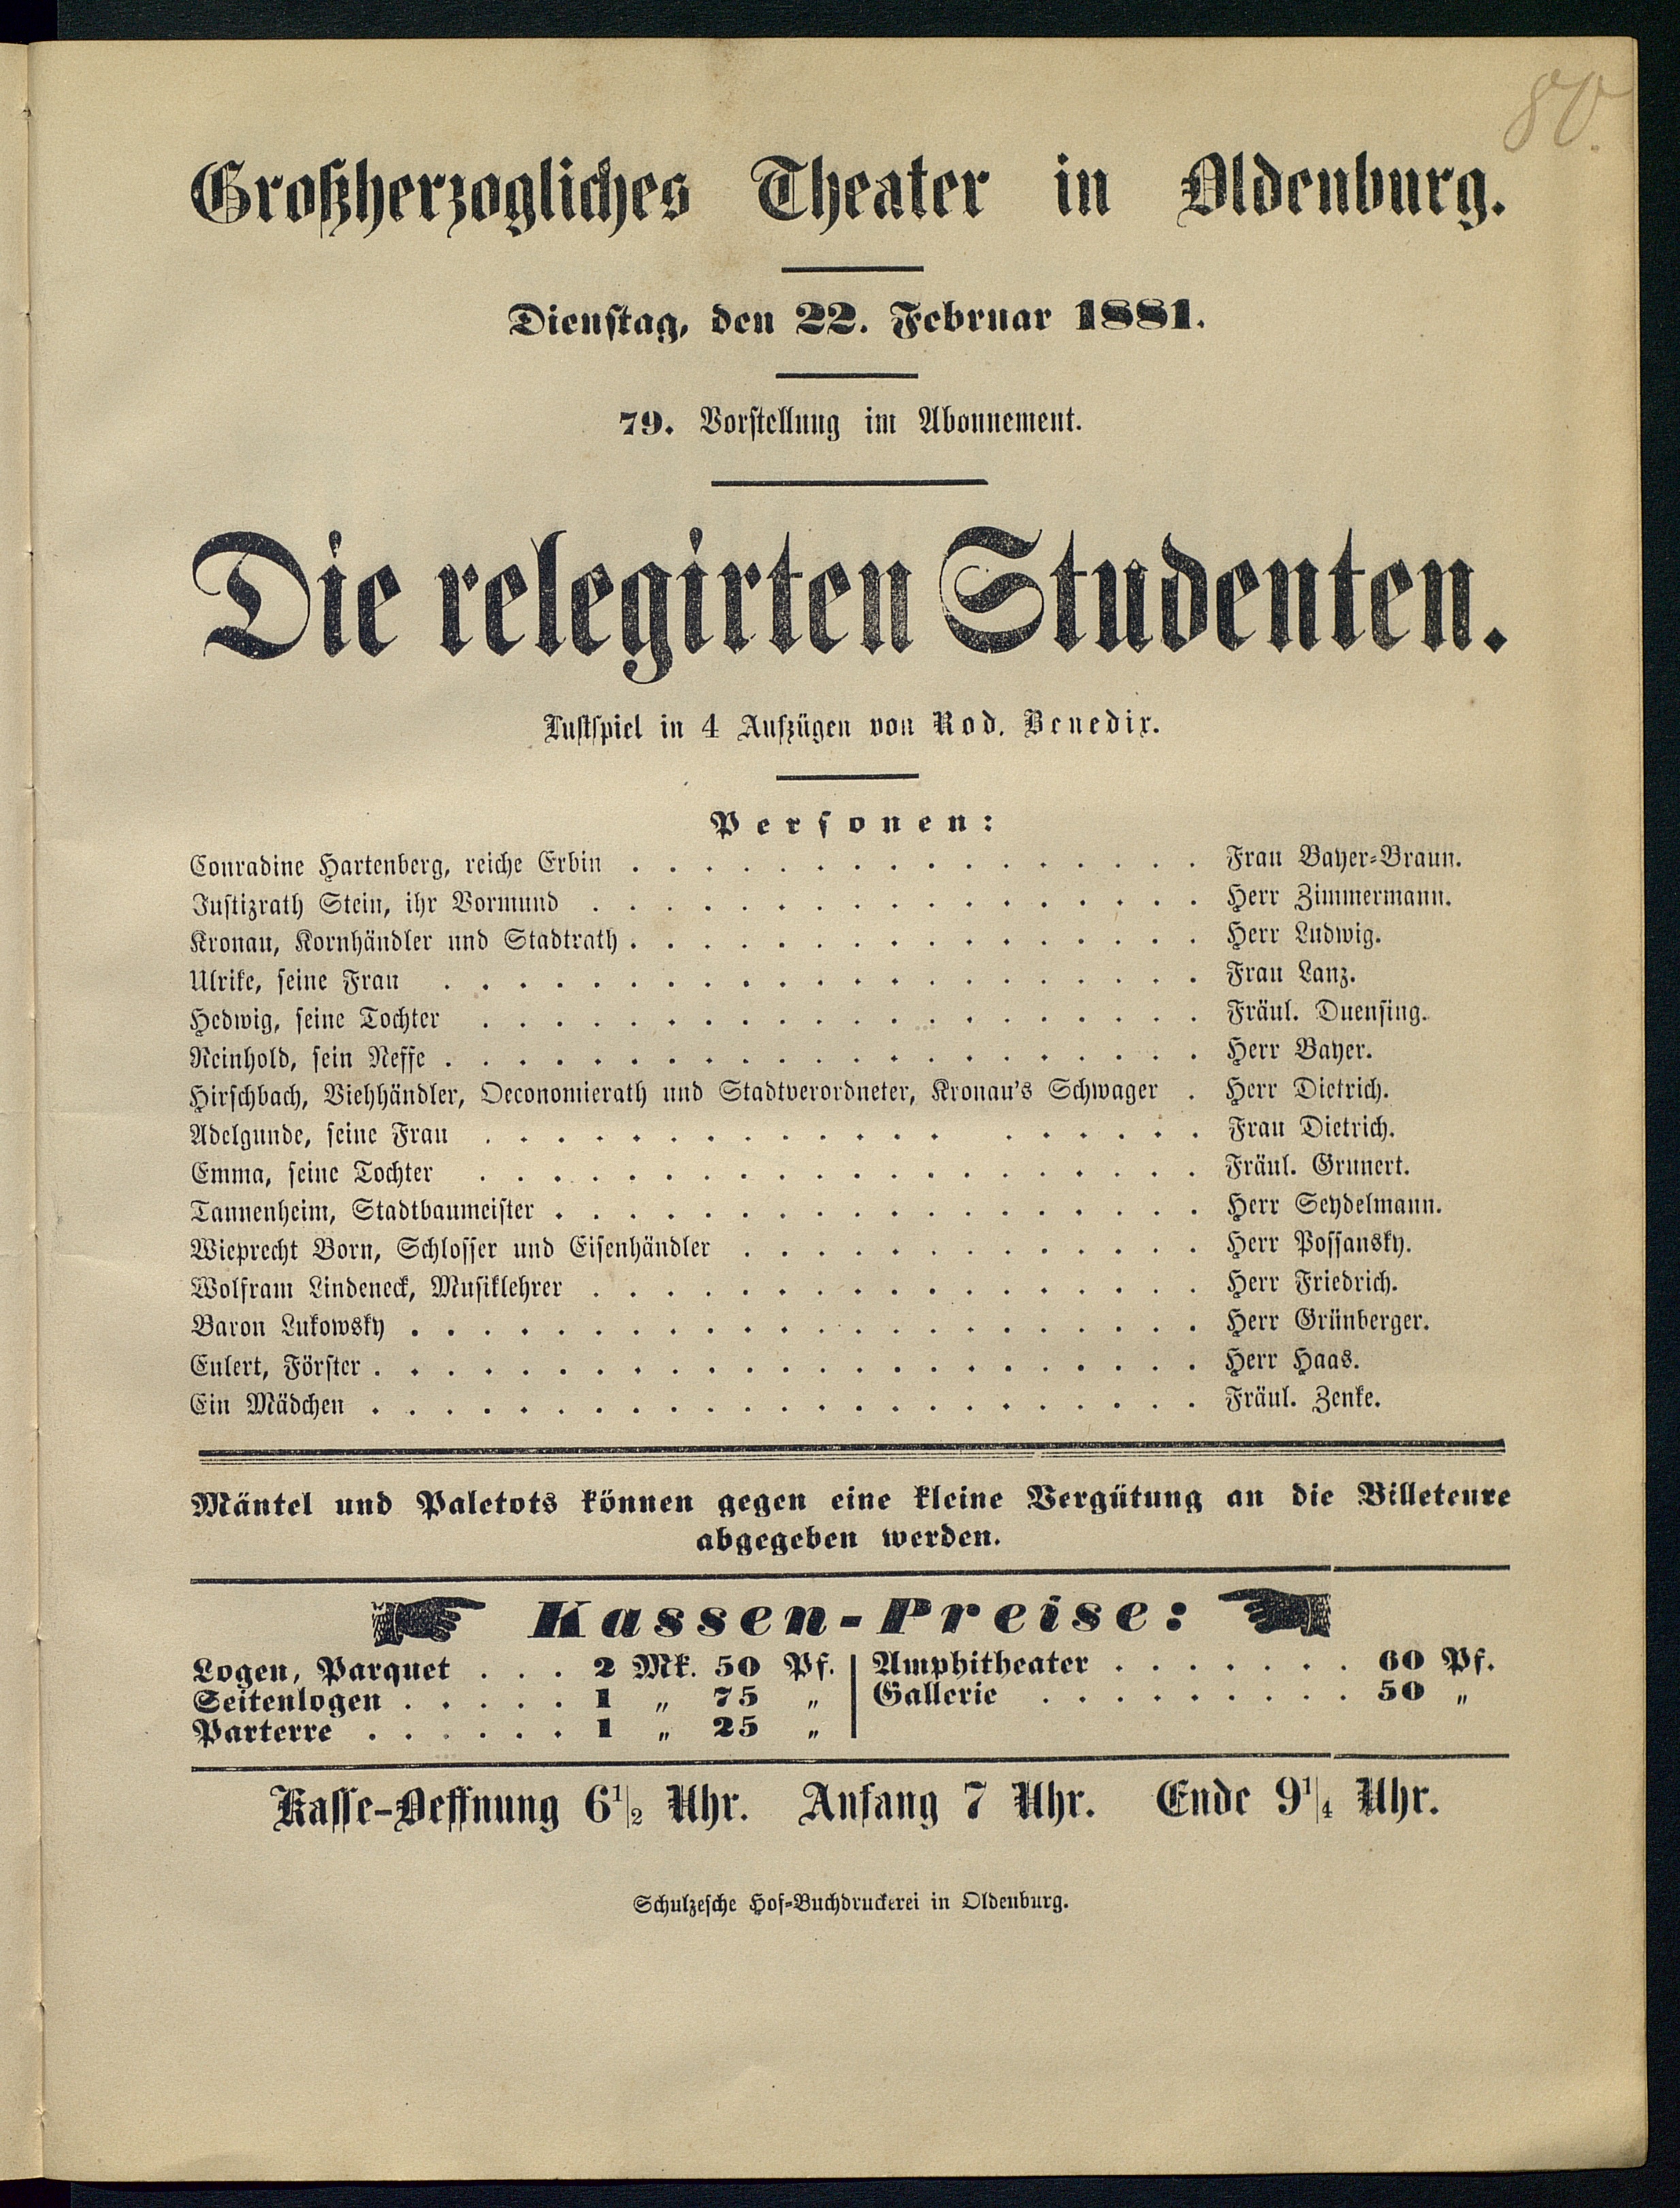 80.
Großherzogliches Theater in Oldenburg.
Dienstag, den 22. Februar 1881.
79. Vorstellung im Abonnement.
Die relegirten Studenten.
Lustspiel in 4 Aufzügen von Rod. Benedix.
Personen:
Conradine Hartenberg, reiche Erbin . . . . . . . . . . . . . . . . Frau Bayer-Braun.
Justizrath Stein, ihr Vormund . . . . . . . . . . . . . . . . . Herr Zimmermann.
Kronau, Kornhändler und Stadtrath . . . . . . . . . . . . . . . . Herr Ludwig.
Ulrike, seine Frau . . . . . . . . . . . . . . . . . . . . . Frau Lanz.
Hedwig, seine Tochter . . . . . . . . . . . . . . . . . . . . Fräul. Duensing.
Reinhold, sein Neffe . . . . . . . . . . . . . . . . . . . . . Herr Bayer.
Hirschbach, Viehhändler, Oeconomierath und Stadtverordneter, Kronau's Schwager . Herr Dietrich.
Adelgunde, seine Frau . . . . . . . . . . . . . . . . . . . Frau Dietrich.
Emma, seine Tochter . . . . . . . . . . . . . . . . . . . . Fräul. Grunert.
Tannenheim, Stadtbaumeister . . . . . . . . . . . . . . . . . . Herr Seydelmann.
Wieprecht Born, Schlosser und Eisenhändler . . . . . . . . . . . . . Herr Possansky.
Wolfram Lindeneck, Musiklehrer . . . . . . . . . . . . . . . . . Herr Friedrich.
Baron Lukowsky . . . . . . . . . . . . . . . . . . . . . . Herr Grünberger.
Eulert, Förster . . . . . . . . . . . . . . . . . . . . . . . Herr Haas.
Ein Mädchen . . . . . . . . . . . . . . . . . . . . . . . Fräul. Zenke.
Mäntel und Paletots können gegen eine kleine Vergütung an die Billeteure
abgegeben werden.
Kassen-Preise:
Logen, Parquet . . . 2 Mk. 50 Pf.
Seitenlogen . . . . . 1 „ 75 „
Parterre . . . . . . 1 „ 25 „
Amphitheater . . . . . . . 60 Pf.
Gallerie . . . . . . . . . 50 „
Kasse-Oeffnung 6 1/2 Uhr. Anfang 7 Uhr. Ende 9 1/4 Uhr.
Schulzesche Hof-Buchdruckerei in Oldenburg.